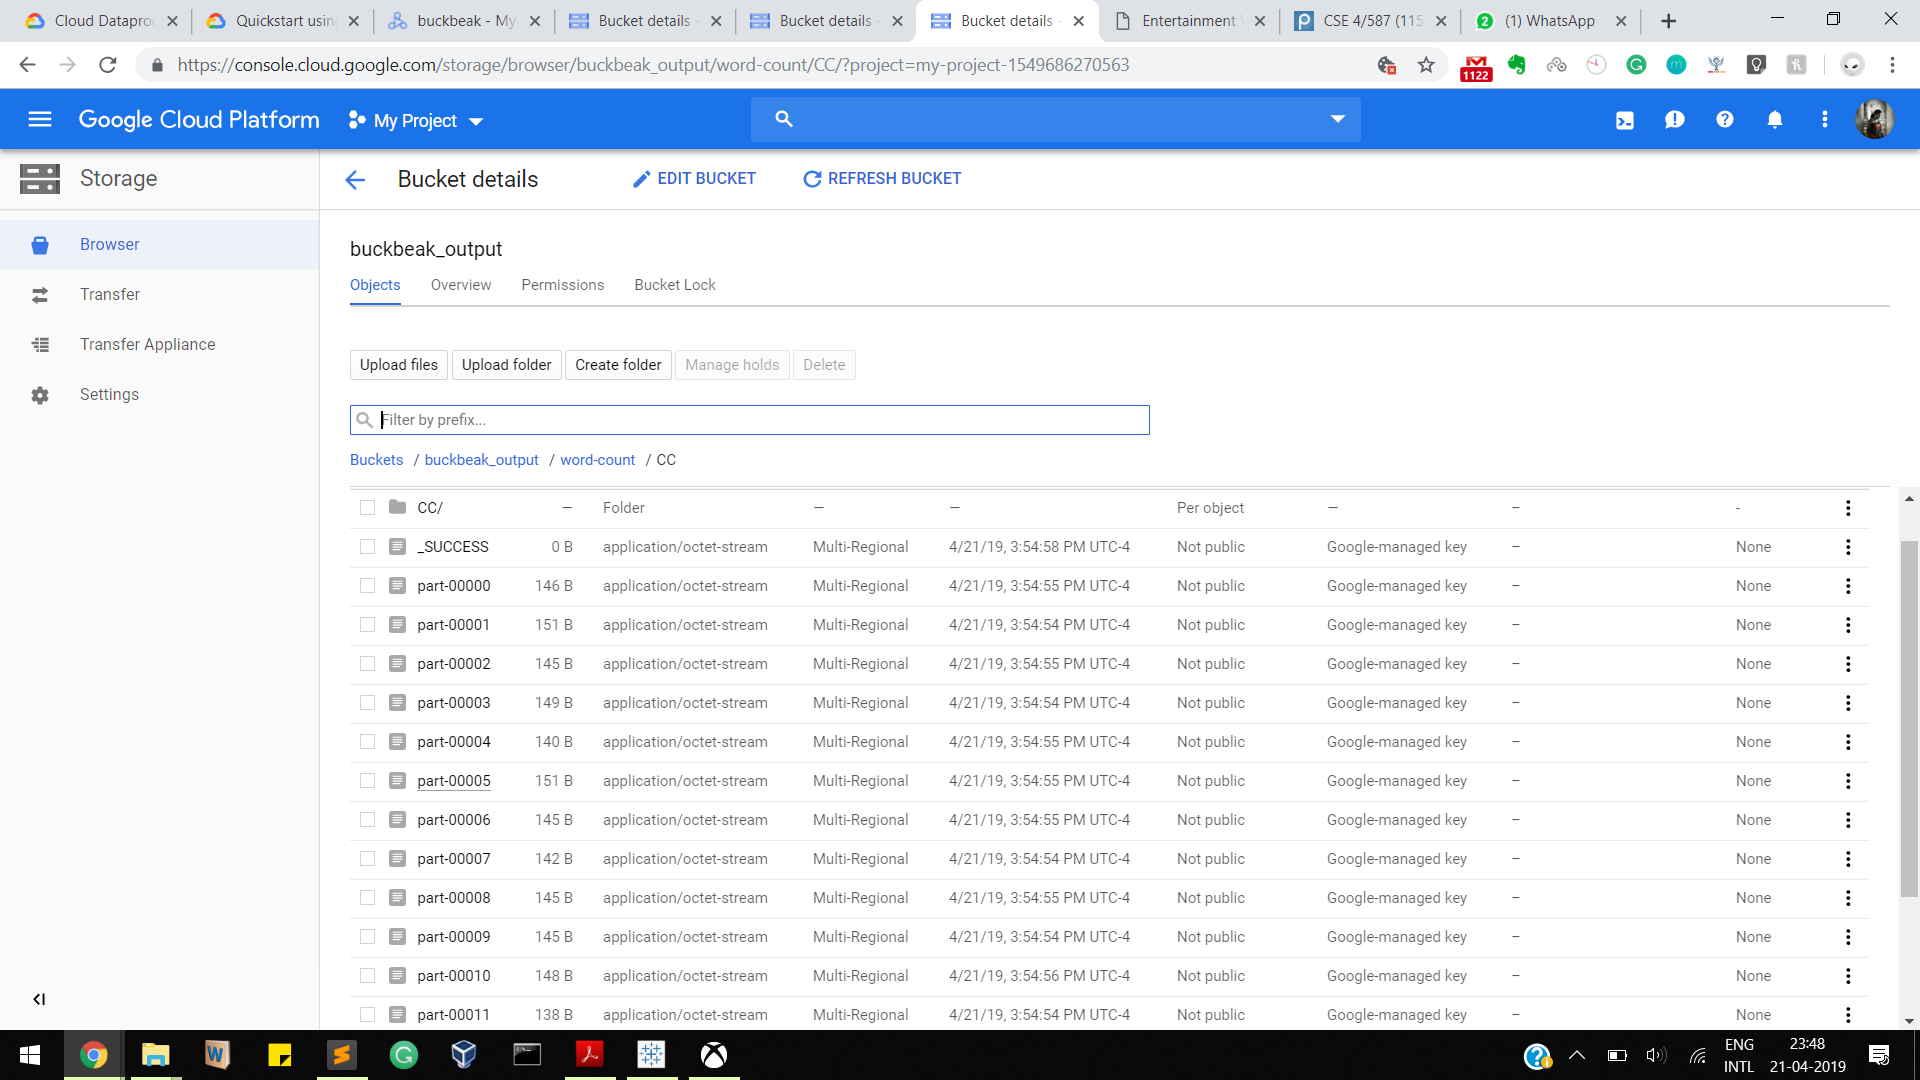 Cloud Dataproc
Quickstart using
buckbeak - My
Bucket details -
Bucket details -
Bucket details -
Entertainment
CSE 4/587 (115
(1) WhatsApp
https://console.cloud.google.com/storage/browser/buckbeak_output/word-count/CC/?project=my-project-1549686270563
1122
Google Cloud Platform
My Project
Storage
Bucket details
EDIT BUCKET
REFRESH BUCKET
Browser
Transfer
Transfer Appliance
Settings
buckbeak_output
Objects Overview Permissions Bucket Lock
Upload files Upload folder Create folder Manage holds Delete
Filter by prefix...
Buckets / buckbeak_output / word-count / CC
CC/ — Folder — — Per object — – -
_SUCCESS 0 B application/octet-stream Multi-Regional 4/21/19, 3:54:58 PM UTC-4 Not public Google-managed key – None
part-00000 146 B application/octet-stream Multi-Regional 4/21/19, 3:54:55 PM UTC-4 Not public Google-managed key – None
part-00001 151 B application/octet-stream Multi-Regional 4/21/19, 3:54:54 PM UTC-4 Not public Google-managed key – None
part-00002 145 B application/octet-stream Multi-Regional 4/21/19, 3:54:55 PM UTC-4 Not public Google-managed key – None
part-00003 149 B application/octet-stream Multi-Regional 4/21/19, 3:54:54 PM UTC-4 Not public Google-managed key – None
part-00004 140 B application/octet-stream Multi-Regional 4/21/19, 3:54:55 PM UTC-4 Not public Google-managed key – None
part-00005 151 B application/octet-stream Multi-Regional 4/21/19, 3:54:55 PM UTC-4 Not public Google-managed key – None
part-00006 145 B application/octet-stream Multi-Regional 4/21/19, 3:54:55 PM UTC-4 Not public Google-managed key – None
part-00007 142 B application/octet-stream Multi-Regional 4/21/19, 3:54:54 PM UTC-4 Not public Google-managed key – None
part-00008 145 B application/octet-stream Multi-Regional 4/21/19, 3:54:55 PM UTC-4 Not public Google-managed key – None
part-00009 145 B application/octet-stream Multi-Regional 4/21/19, 3:54:54 PM UTC-4 Not public Google-managed key – None
part-00010 148 B application/octet-stream Multi-Regional 4/21/19, 3:54:56 PM UTC-4 Not public Google-managed key – None
part-00011 138 B application/octet-stream Multi-Regional 4/21/19, 3:54:54 PM UTC-4 Not public Google-managed key – None
ENG
INTL
23:48
21-04-2019